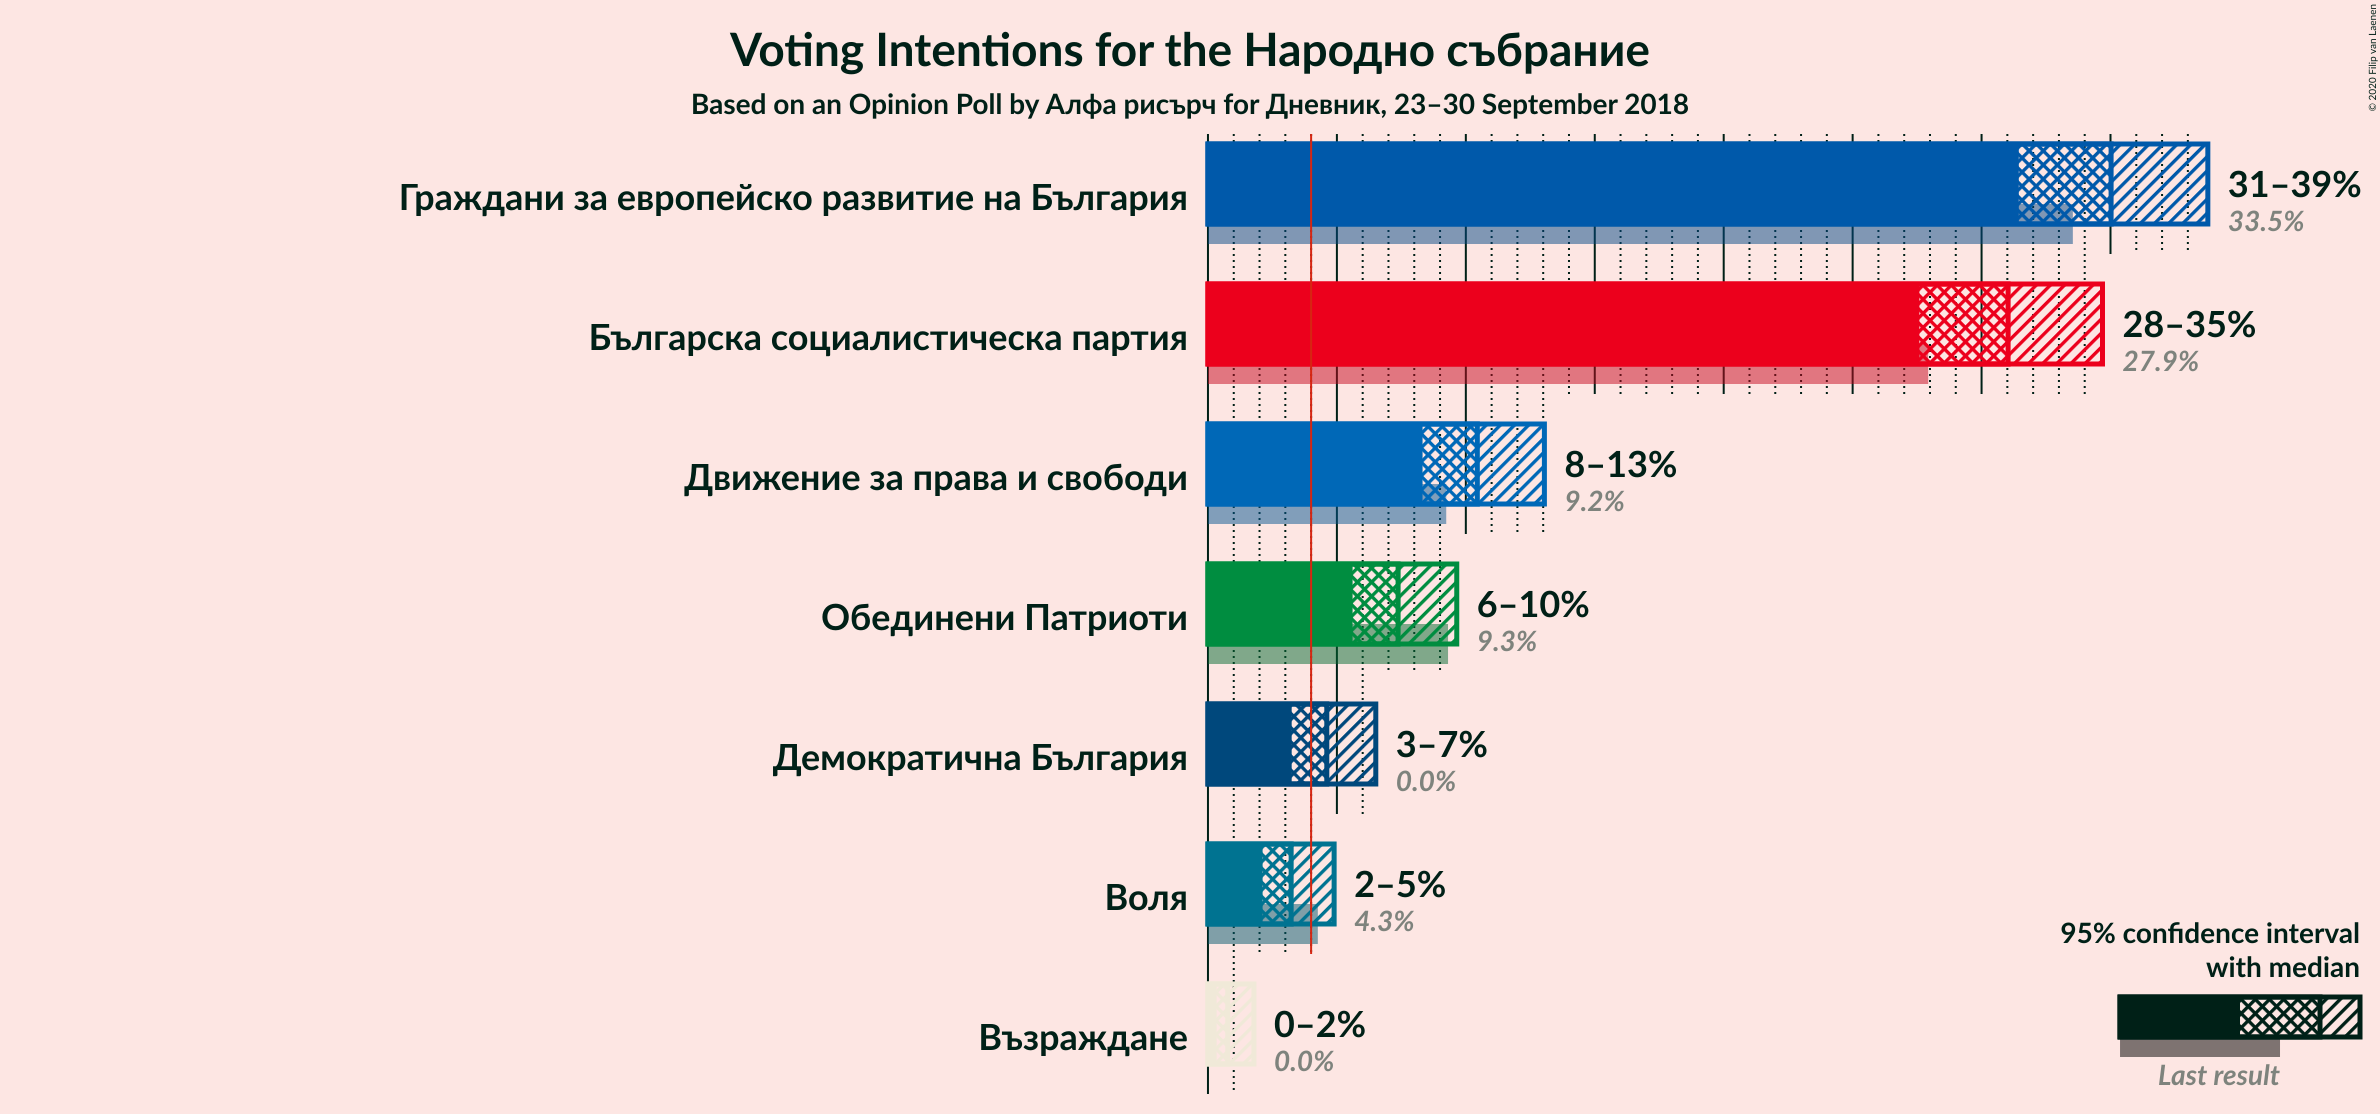 Voting Intentions for the Народно събрание
Based on an Opinion Poll by Алфа рисърч for Дневник, 23–30 September 2018
© 2020 Filip van Laenen
Граждани за европейско развитие на България
31–39%
33.5%
Българска социалистическа партия
28–35%
27.9%
Движение за права и свободи
8–13%
9.2%
Обединени Патриоти
6–10%
9.3%
Демократична България
3–7%
0.0%
Воля
2–5%
4.3%
Възраждане
0–2%
0.0%
95% confidence interval
with median
Last result